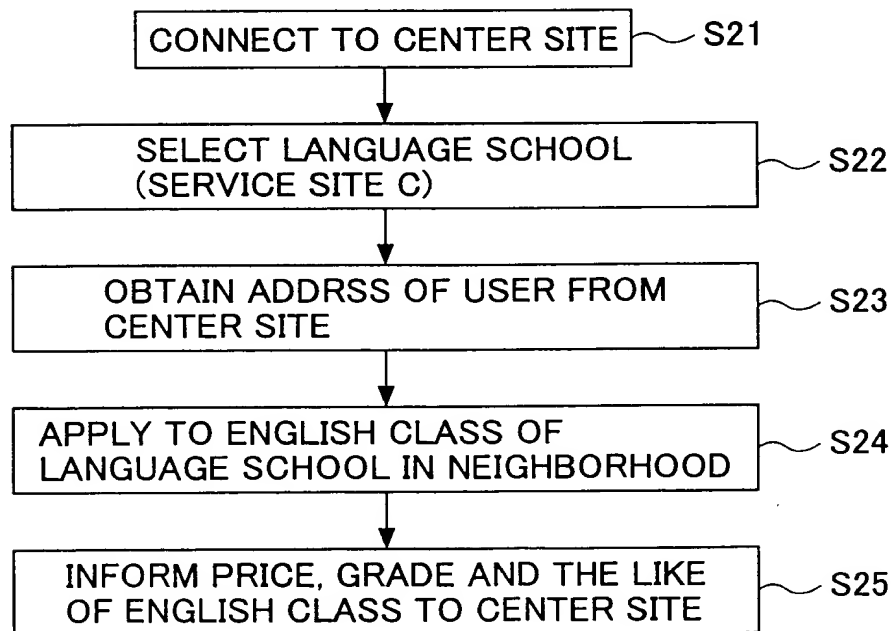 CONNECT TO CENTER SITE S21
SELECT LANGUAGE SCHOOL
(SERVICE SITE C) S22
OBTAIN ADDRSS OF USER FROM
CENTER SITE S23
APPLY TO ENGLISH CLASS OF
LANGUAGE SCHOOL IN NEIGHBORHOOD S24
INFORM PRICE, GRADE AND THE LIKE
OF ENGLISH CLASS TO CENTER SITE S25